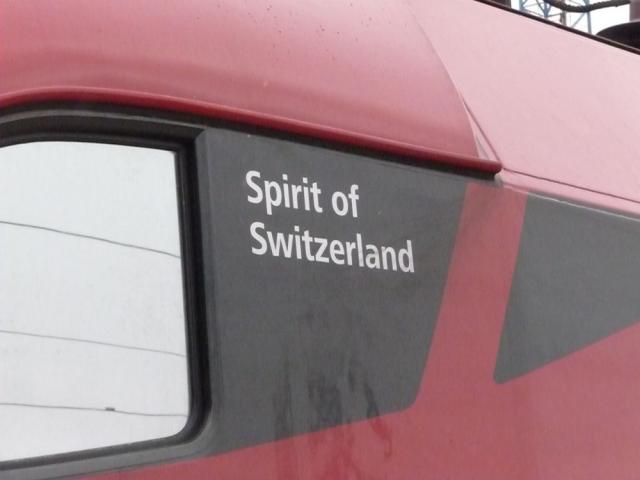 Spirit of
Switzerland